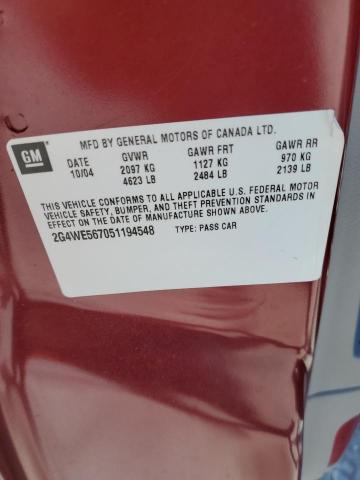 GM
MFD BY GENERAL MOTORS OF CANADA LTD.
DATE GVWR GAWR FRT GAWR RR
10/04 2097 KG 1127 KG 970 KG
4623 LB 2484 LB 2139 LB
THIS VEHICLE CONFORMS TO ALL APPLICABLE U.S. FEDERAL MOTOR
VEHICLE SAFETY, BUMPER, AND THEFT PREVENTION STANDARDS IN
EFFECT ON THE DATE OF MANUFACTURE SHOWN ABOVE.
2G4WE567051194548 TYPE: PASS CAR